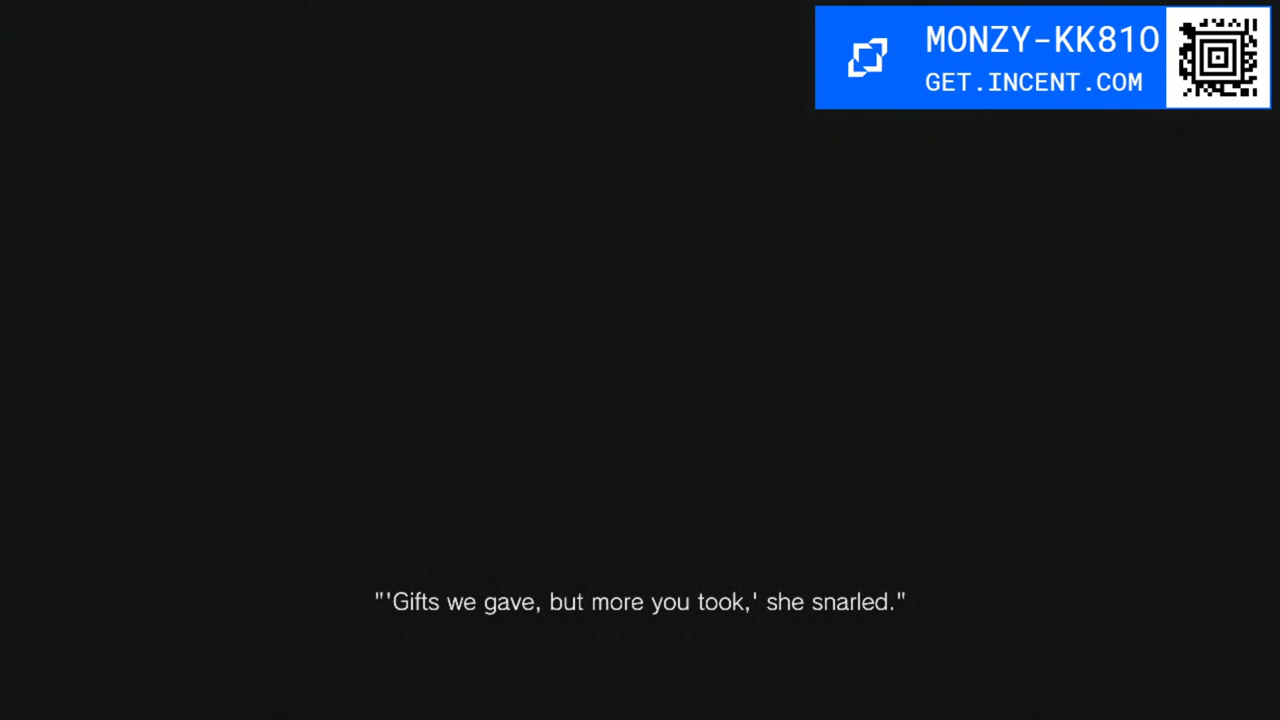 MONZY-KK810
GET.INCENT.COM
"'Gifts we gave, but more you took,' she snarled."